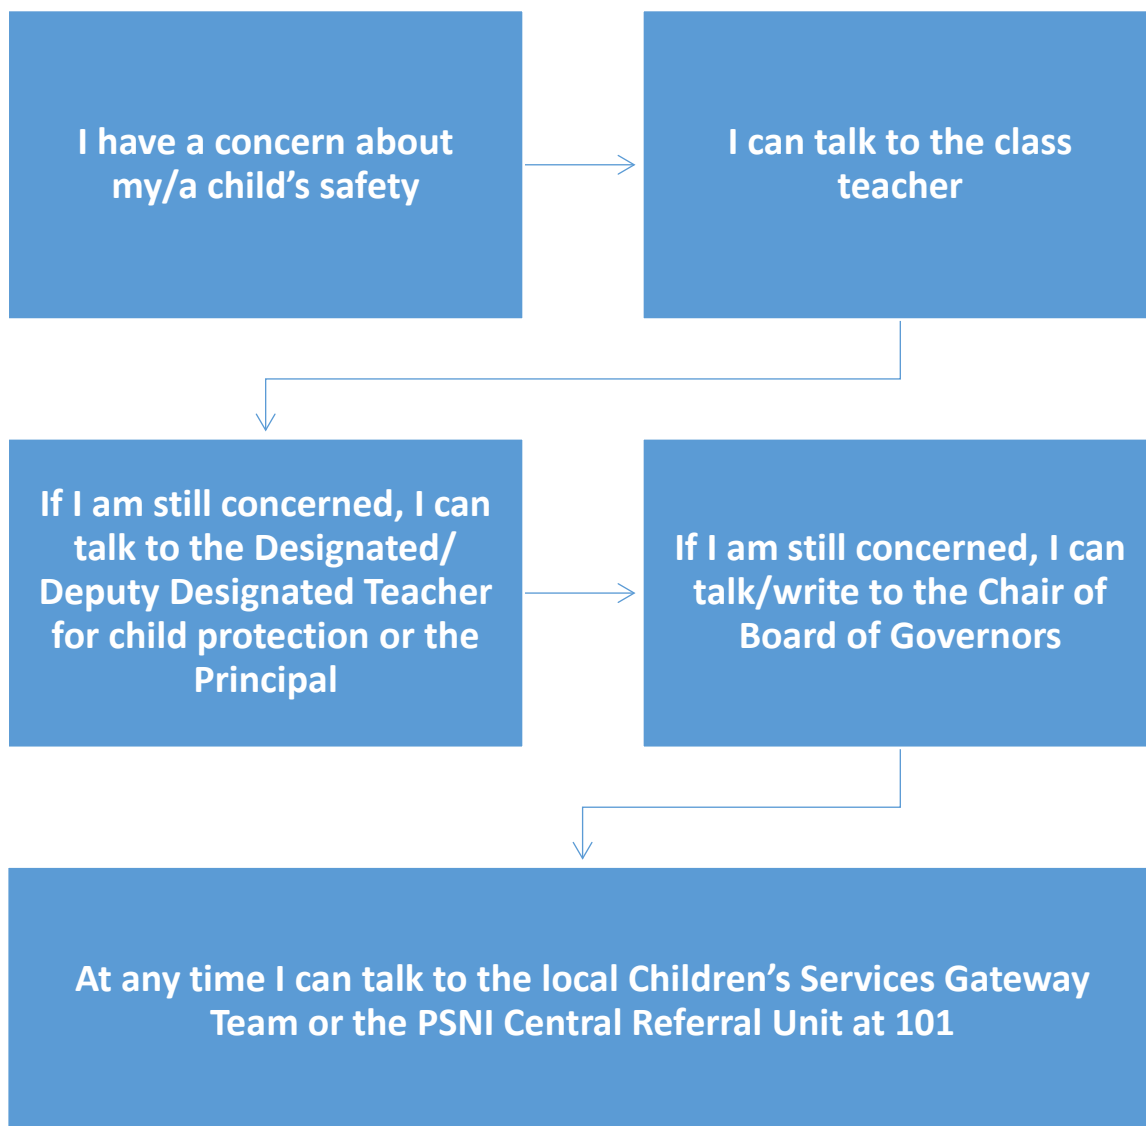 I have a concern about
my/a child’s safety
I can talk to the class
teacher
If I am still concerned, I can
talk to the Designated/
Deputy Designated Teacher
for child protection or the
Principal
If I am still concerned, I can
talk/write to the Chair of
Board of Governors
At any time I can talk to the local Children’s Services Gateway
Team or the PSNI Central Referral Unit at 101